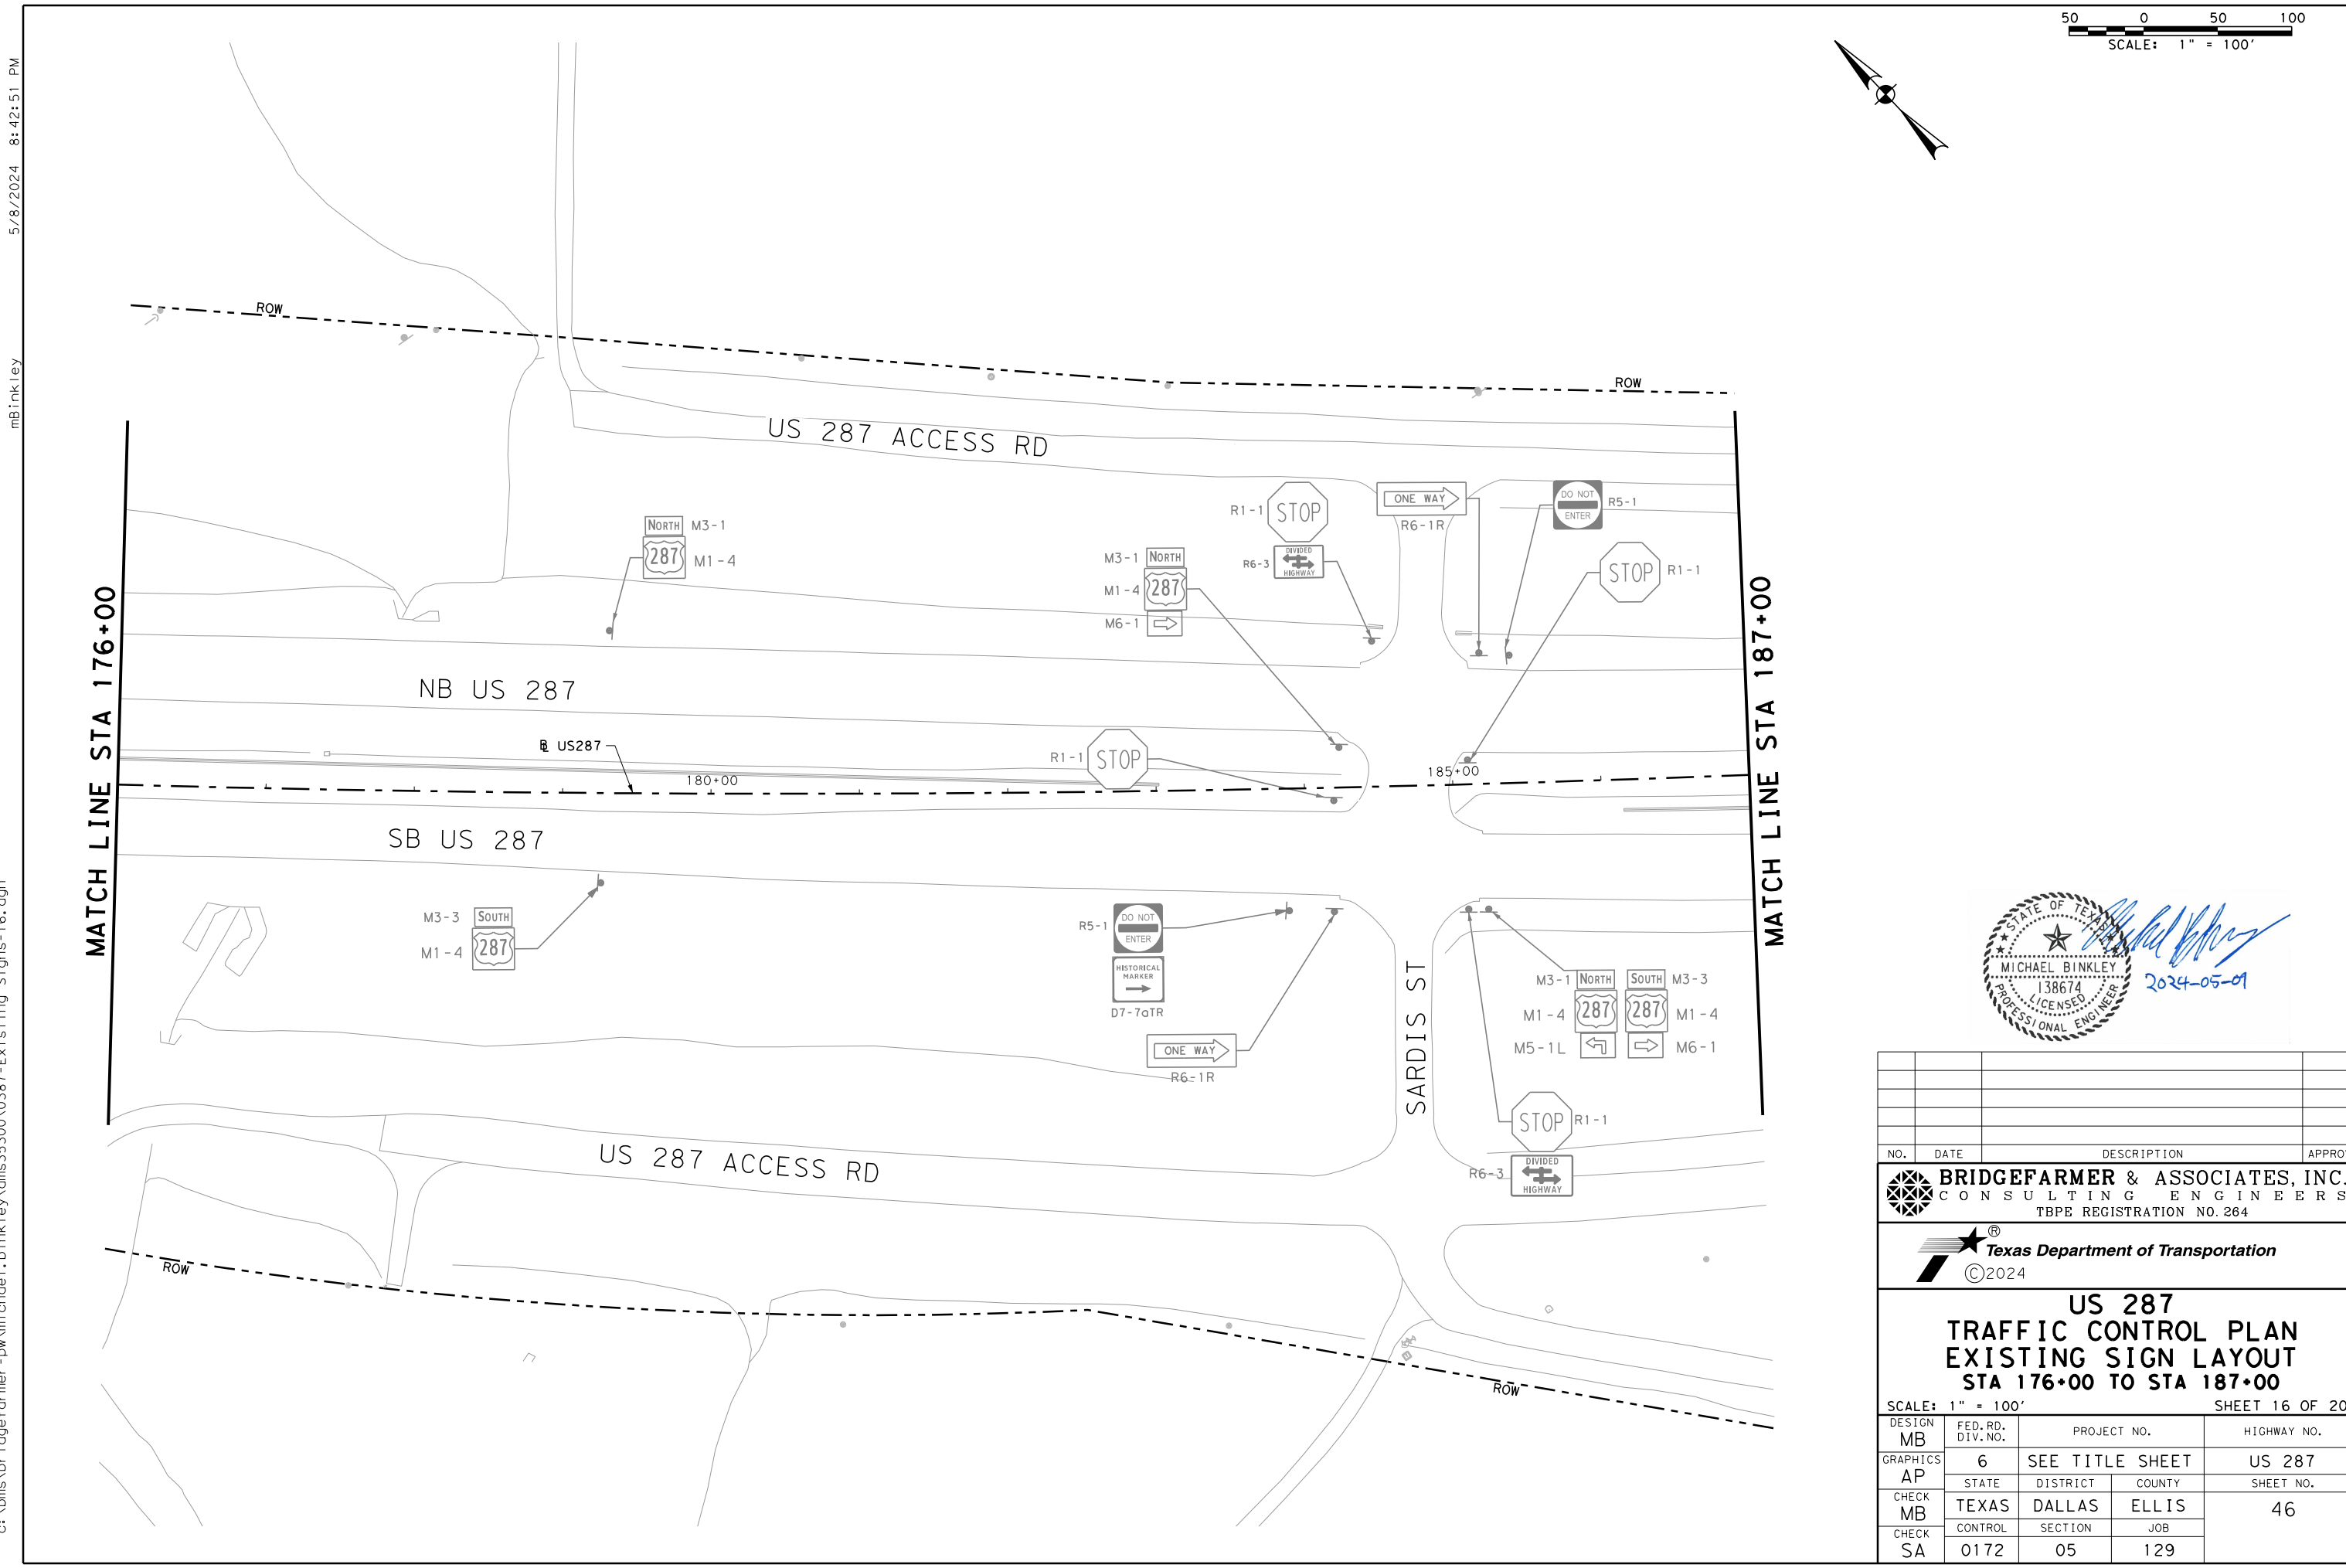 50 0 50 100
SCALE: 1" = 100'
5/8/2024 8:42:51 PM
mBinkley
ROW
ROW
US 287 ACCESS RD
NORTH M3-1
287 M1-4
M3-1 NORTH
M1-4 287
M6-1
R1-1 STOP
R6-3 DIVIDED
HIGHWAY
ONE WAY
R6-1R
DO NOT
ENTER
R5-1
STOP R1-1
MATCH LINE STA 176+00
MATCH LINE STA 187+00
NB US 287
B US287
180+00
R1-1 STOP
185+00
SB US 287
M3-3 SOUTH
M1-4 287
R5-1
DO NOT
ENTER
HISTORICAL
MARKER
D7-7aTR
ONE WAY
R6-1R
SARDIS ST
M3-1 NORTH SOUTH M3-3
M1-4 287 287 M1-4
M5-1L M6-1
STOP R1-1
R6-3 DIVIDED
HIGHWAY
US 287 ACCESS RD
ROW
ROW
STATE OF TEXAS
MICHAEL BINKLEY
138674
LICENSED
PROFESSIONAL ENGINEER
2024-05-09
NO. DATE DESCRIPTION
BRIDGEFARMER & ASSOCIATES, INC.
CONSULTING ENGINEERS
TBPE REGISTRATION NO. 264
®
Texas Department of Transportation
©2024
US 287
TRAFFIC CONTROL PLAN
EXISTING SIGN LAYOUT
STA 176+00 TO STA 187+00
SCALE: 1" = 100' SHEET 16 OF 20
DESIGN
MB
FED.RD.
DIV.NO.
PROJECT NO. HIGHWAY NO.
GRAPHICS
AP
6 SEE TITLE SHEET US 287
STATE DISTRICT COUNTY SHEET NO.
CHECK
MB
TEXAS DALLAS ELLIS 46
CONTROL SECTION JOB
CHECK
SA
0172 05 129